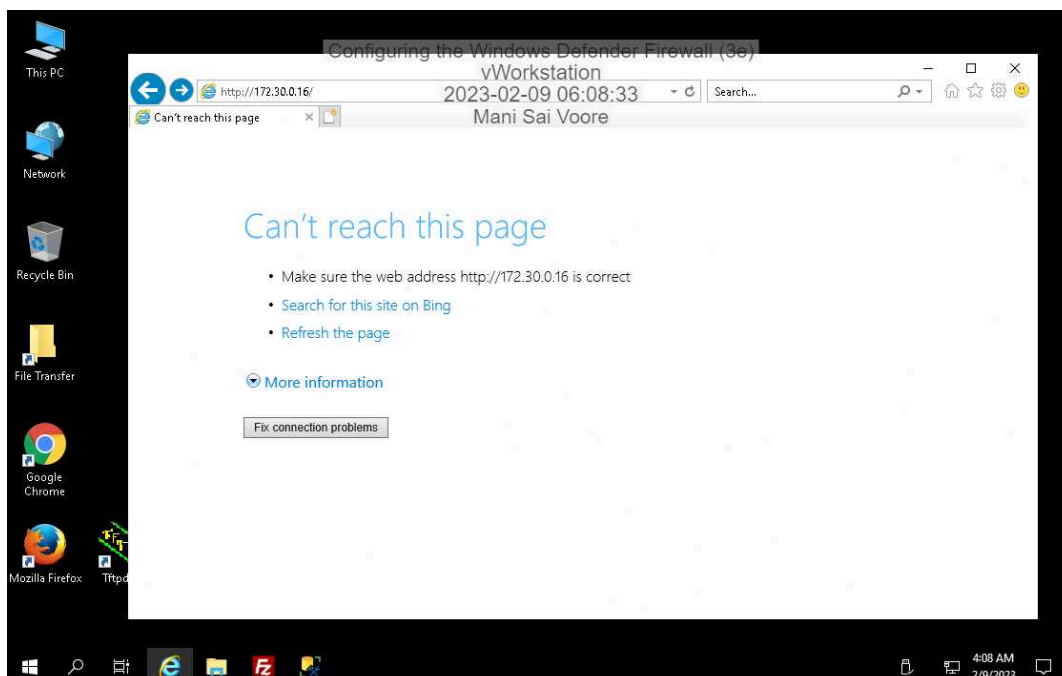 Configuring the Windows Defender Firewall (3e)
vWorkstation
2023-02-09 06:08:33
Mani Sai Voore
This PC
http://172.30.0.16/
Search...
Can't reach this page
Network
Can't reach this page
Recycle Bin
• Make sure the web address http://172.30.0.16 is correct
• Search for this site on Bing
• Refresh the page
File Transfer
More information
Fix connection problems
Google
Chrome
Mozilla Firefox
Tftpd
4:08 AM
2/9/2023